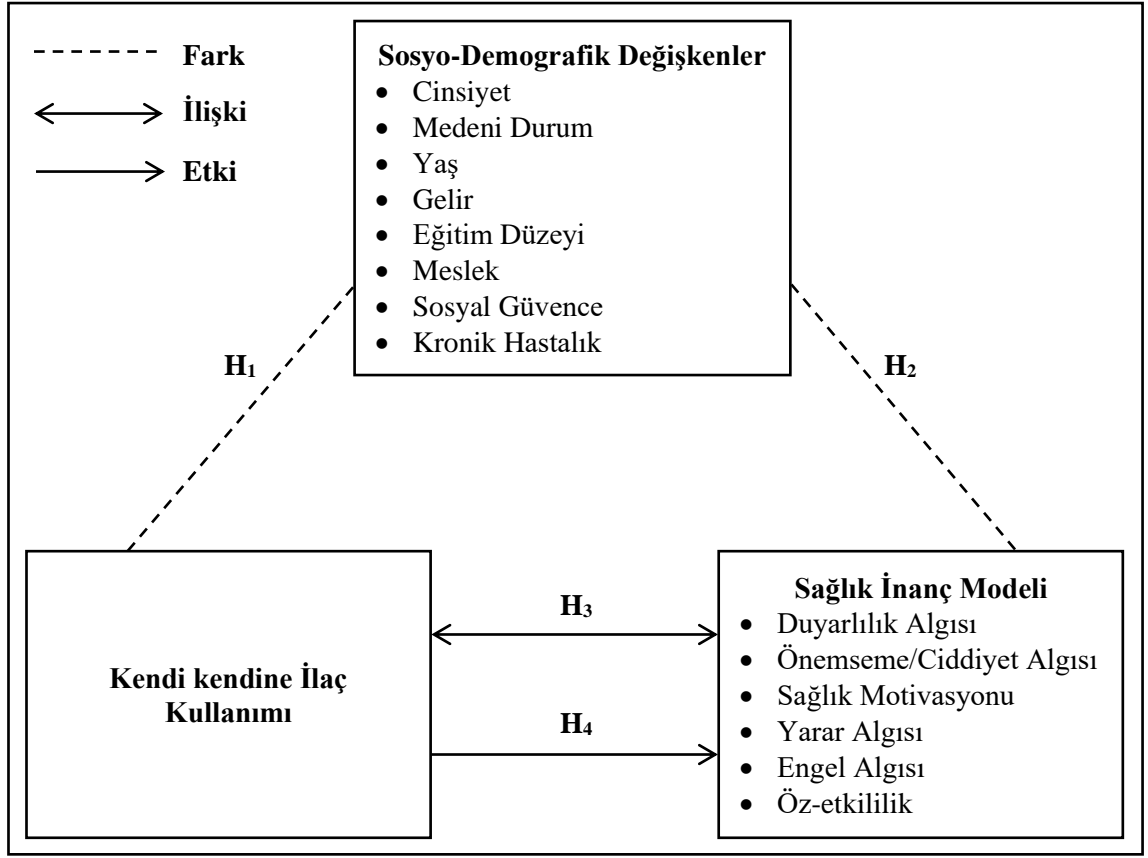 Fark
İlişki
Etki
Sosyo-Demografik Değişkenler
• Cinsiyet
• Medeni Durum
• Yaş
• Gelir
• Eğitim Düzeyi
• Meslek
• Sosyal Güvence
• Kronik Hastalık
H₁
H₂
Kendi kendine İlaç
Kullanımı
H₃
H₄
Sağlık İnanç Modeli
• Duyarlılık Algısı
• Önemseme/Ciddiyet Algısı
• Sağlık Motivasyonu
• Yarar Algısı
• Engel Algısı
• Öz-etkililik